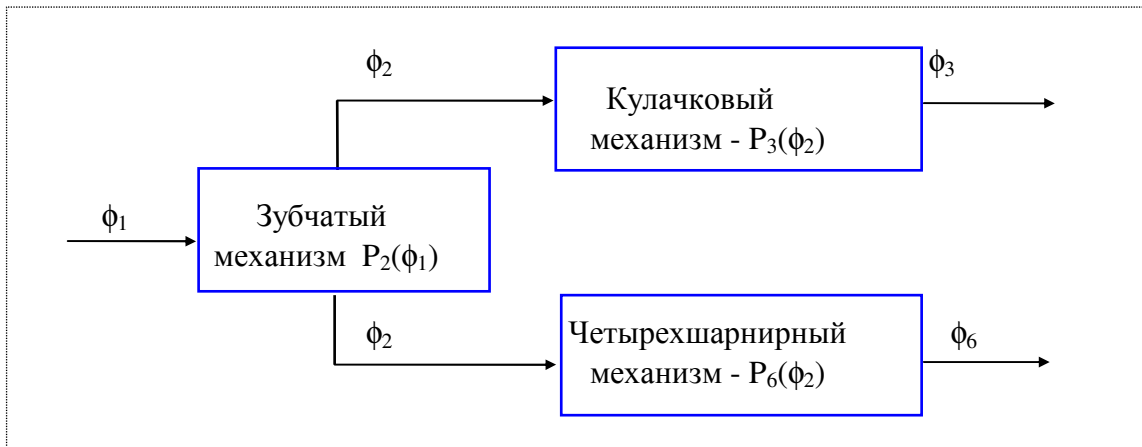 ϕ₂
ϕ₃
Кулачковый
механизм - P₃(ϕ₂)
ϕ₁
Зубчатый
механизм P₂(ϕ₁)
ϕ₂
Четырехшарнирный
механизм - P₆(ϕ₂)
ϕ₆